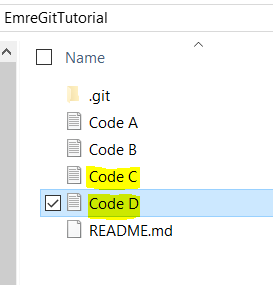 EmreGitTutorial
Name
.git
Code A
Code B
Code C
Code D
README.md